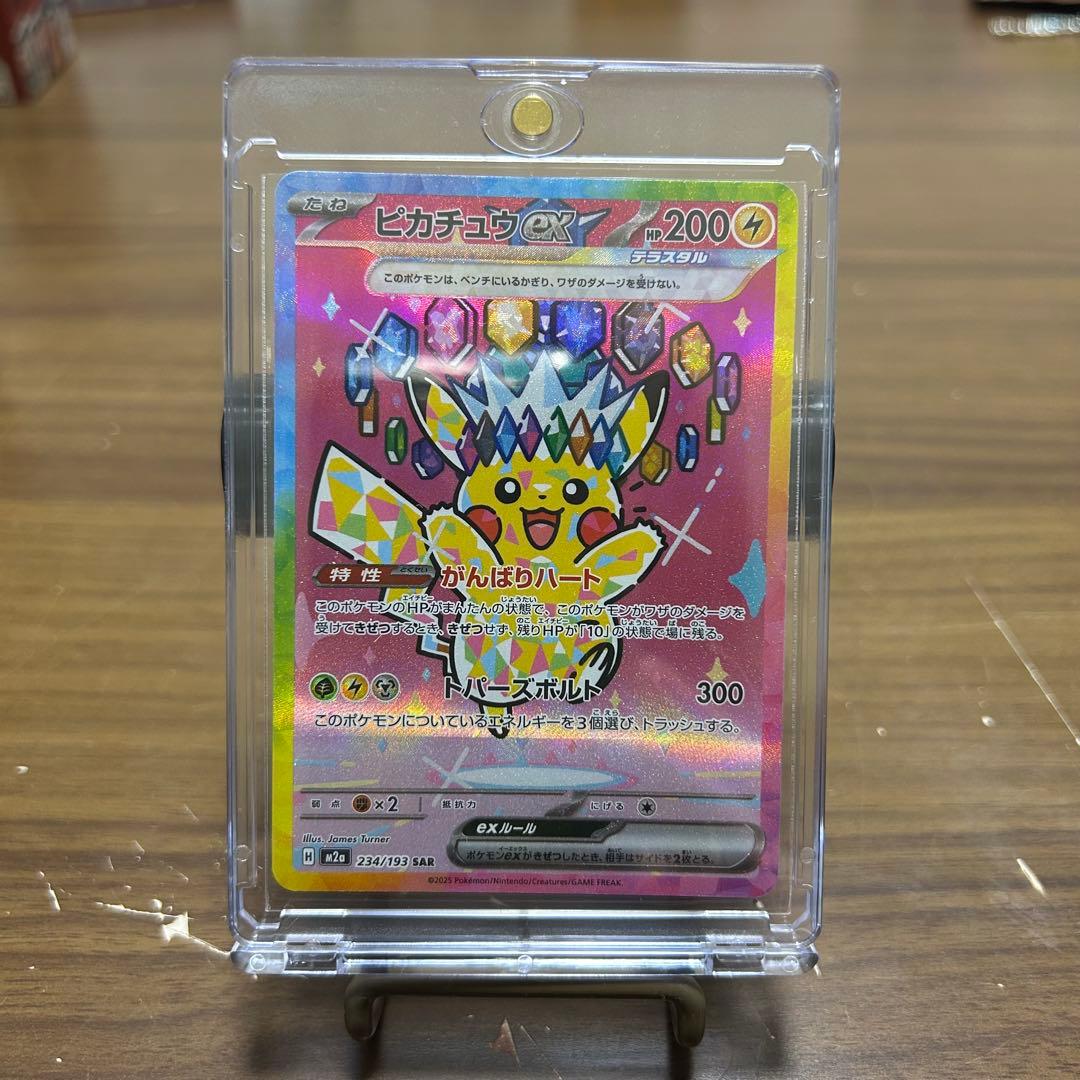 たね ピカチュウex HP200
テラスタル
このポケモンは、ベンチにいるかぎり、ワザのダメージを受けない。
特性 がんばりハート
このポケモンのHPがまんたんの状態で、このポケモンがワザのダメージを
受けてきぜつするとき、きぜつせず、残りHPが「10」の状態で場に残る。
トパーズボルト 300
このポケモンについているエネルギーを3個選び、トラッシュする。
弱点 ×2 抵抗力 にげる
exルール
ポケモンexがきぜつしたとき、相手はサイドを2枚とる。
Illus. James Turner
H m2a 234/193 SAR
©2025 Pokémon/Nintendo/Creatures/GAME FREAK.